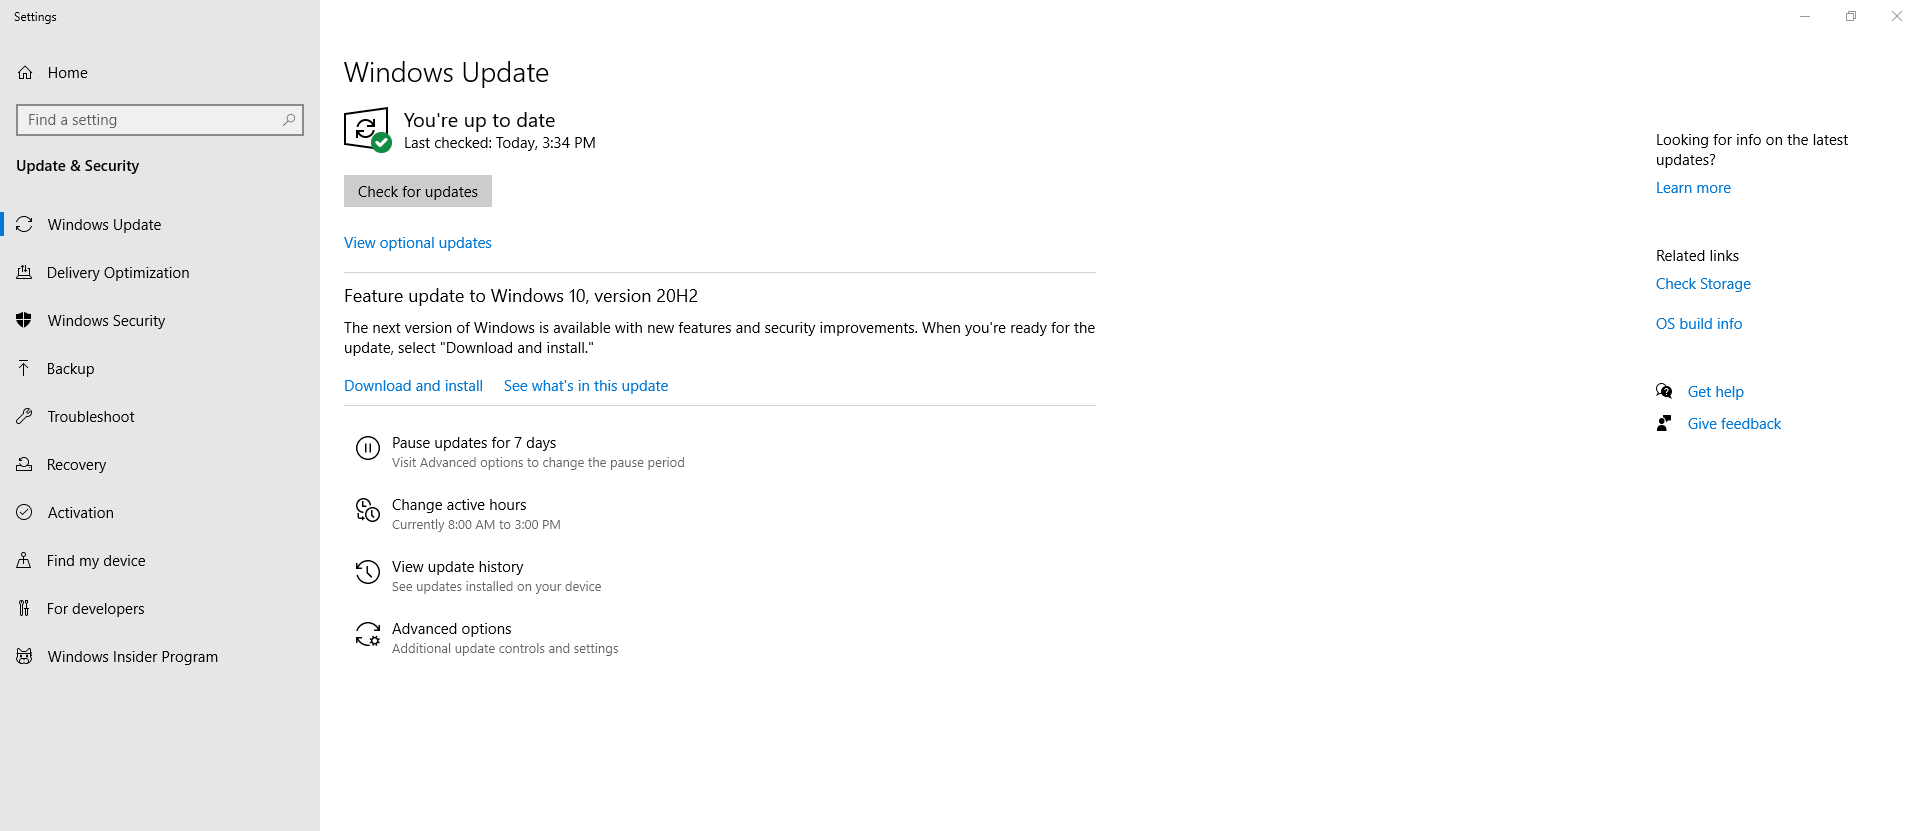 Settings
Home
Find a setting
Update & Security
Windows Update
Delivery Optimization
Windows Security
Backup
Troubleshoot
Recovery
Activation
Find my device
For developers
Windows Insider Program
Windows Update
You're up to date
Last checked: Today, 3:34 PM
Check for updates
View optional updates
Feature update to Windows 10, version 20H2
The next version of Windows is available with new features and security improvements. When you're ready for the
update, select "Download and install."
Download and install See what's in this update
Pause updates for 7 days
Visit Advanced options to change the pause period
Change active hours
Currently 8:00 AM to 3:00 PM
View update history
See updates installed on your device
Advanced options
Additional update controls and settings
Looking for info on the latest
updates?
Learn more
Related links
Check Storage
OS build info
Get help
Give feedback